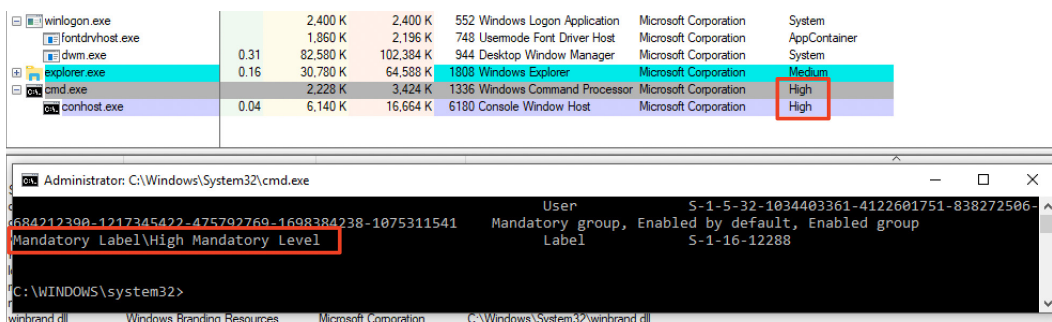 winlogon.exe 2,400 K 2,400 K 552 Windows Logon Application Microsoft Corporation System
fontdrvhost.exe 1,860 K 2,196 K 748 Usermode Font Driver Host Microsoft Corporation AppContainer
dwm.exe 0.31 82,580 K 102,384 K 944 Desktop Window Manager Microsoft Corporation System
explorer.exe 0.16 30,780 K 64,588 K 1808 Windows Explorer Microsoft Corporation Medium
cmd.exe 2,228 K 3,424 K 1336 Windows Command Processor Microsoft Corporation High
conhost.exe 0.04 6,140 K 16,664 K 6180 Console Window Host Microsoft Corporation High
Administrator: C:\Windows\System32\cmd.exe
User S-1-5-32-1034403361-4122601751-838272506-
684212390-1217345422-475792769-1698384238-1075311541 Mandatory group, Enabled by default, Enabled group
Mandatory Label\High Mandatory Level Label S-1-16-12288
C:\WINDOWS\system32>
winbrand.dll Windows Branding Resources Microsoft Corporation C:\Windows\System32\winbrand.dll